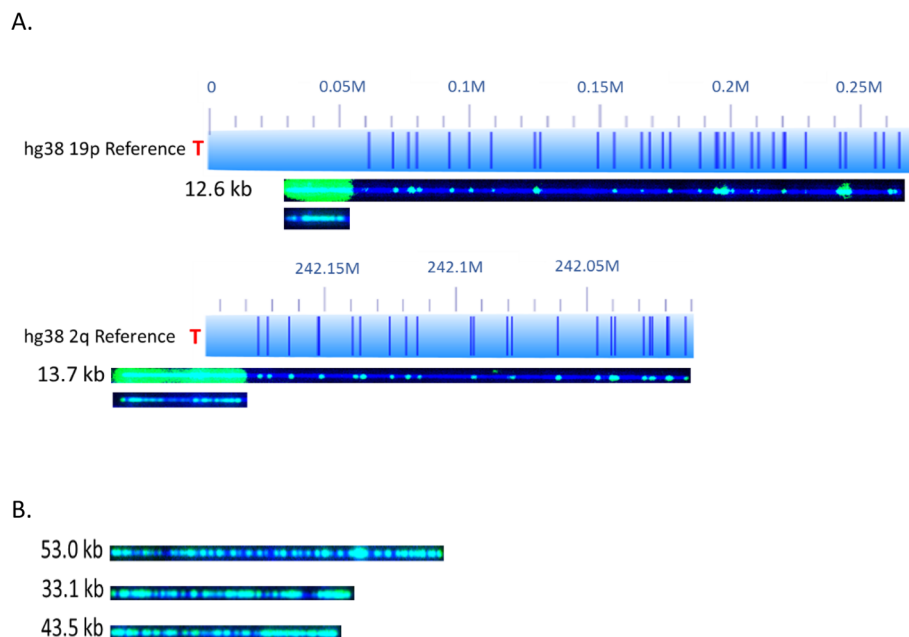 A.
0 0.05M 0.1M 0.15M 0.2M 0.25M
hg38 19p Reference T
12.6 kb
242.15M 242.1M 242.05M
hg38 2q Reference T
13.7 kb
B.
53.0 kb
33.1 kb
43.5 kb